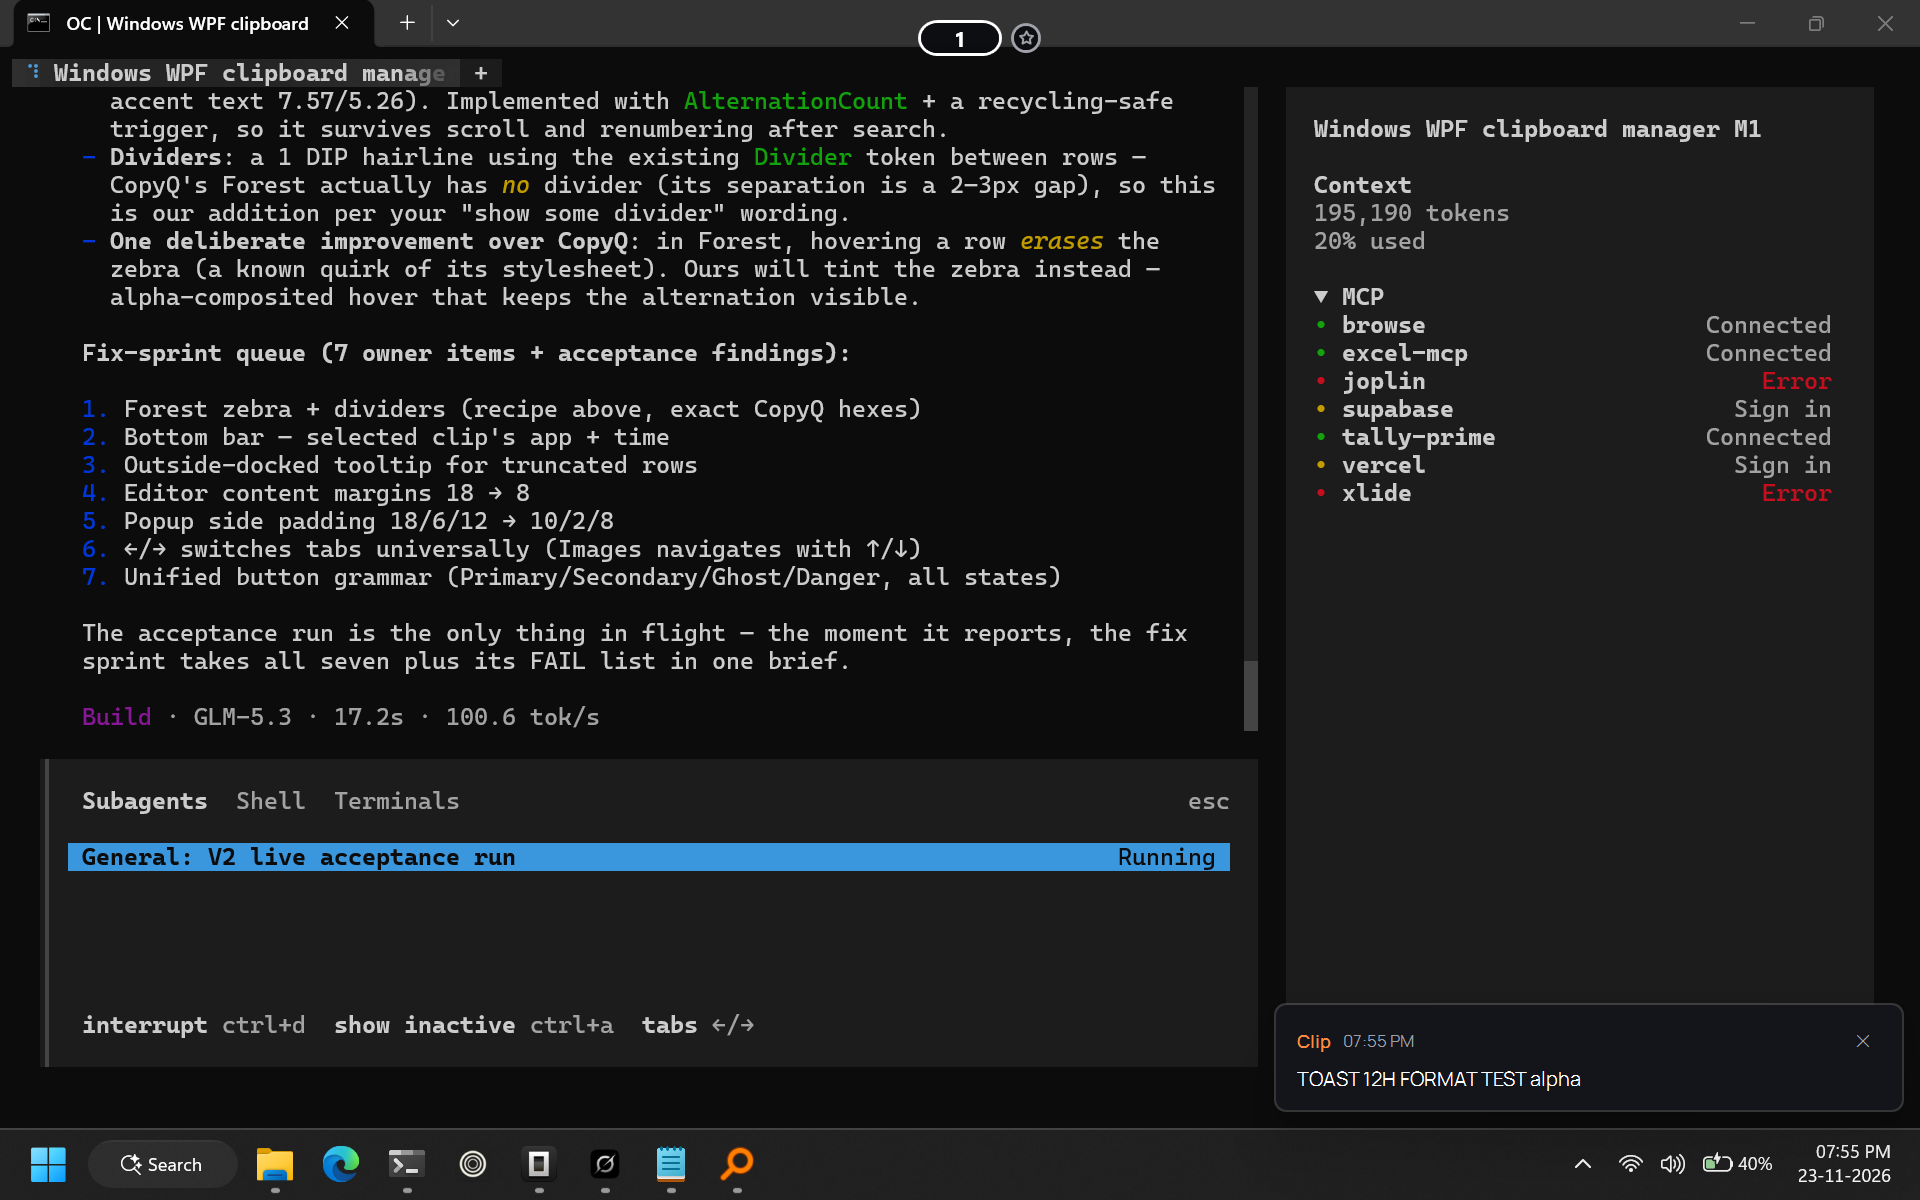 OC | Windows WPF clipboard
1
Windows WPF clipboard manage +
accent text 7.57/5.26). Implemented with AlternationCount + a recycling-safe
trigger, so it survives scroll and renumbering after search.
– Dividers: a 1 DIP hairline using the existing Divider token between rows —
CopyQ's Forest actually has no divider (its separation is a 2–3px gap), so this
is our addition per your "show some divider" wording.
– One deliberate improvement over CopyQ: in Forest, hovering a row erases the
zebra (a known quirk of its stylesheet). Ours will tint the zebra instead —
alpha-composited hover that keeps the alternation visible.
Fix-sprint queue (7 owner items + acceptance findings):
1. Forest zebra + dividers (recipe above, exact CopyQ hexes)
2. Bottom bar — selected clip's app + time
3. Outside-docked tooltip for truncated rows
4. Editor content margins 18 → 8
5. Popup side padding 18/6/12 → 10/2/8
6. ←/→ switches tabs universally (Images navigates with ↑/↓)
7. Unified button grammar (Primary/Secondary/Ghost/Danger, all states)
The acceptance run is the only thing in flight — the moment it reports, the fix
sprint takes all seven plus its FAIL list in one brief.
Build · GLM-5.3 · 17.2s · 100.6 tok/s
Subagents Shell Terminals esc
General: V2 live acceptance run Running
interrupt ctrl+d show inactive ctrl+a tabs ←/→
Windows WPF clipboard manager M1
Context
195,190 tokens
20% used
▼ MCP
• browse Connected
• excel-mcp Connected
• joplin Error
• supabase Sign in
• tally-prime Connected
• vercel Sign in
• xlide Error
Clip 07:55 PM
TOAST 12H FORMAT TEST alpha
Search
40%
07:55 PM
23-11-2026